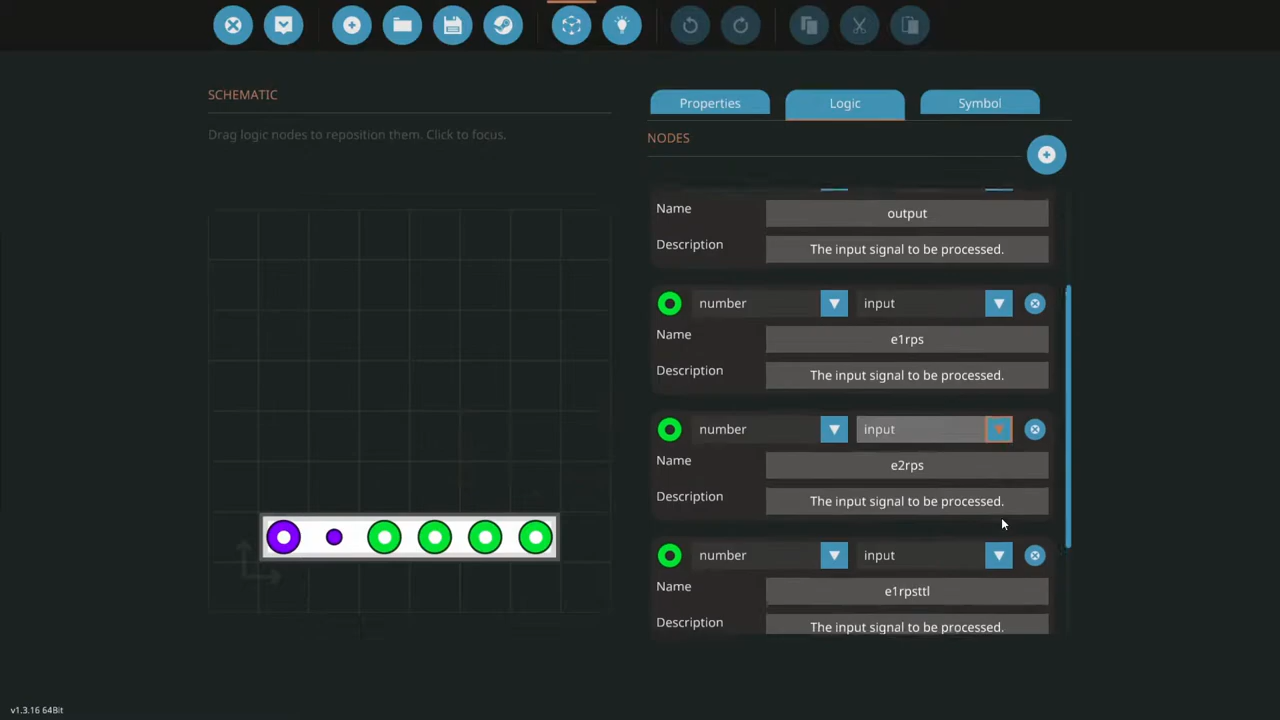 SCHEMATIC
Drag logic nodes to reposition them. Click to focus.
Properties
Logic
Symbol
NODES
Name
output
Description
The input signal to be processed.
number
input
Name
e1rps
Description
The input signal to be processed.
number
input
Name
e2rps
Description
The input signal to be processed.
number
input
Name
e1rpsttl
Description
The input signal to be processed.
v1.3.16 64Bit